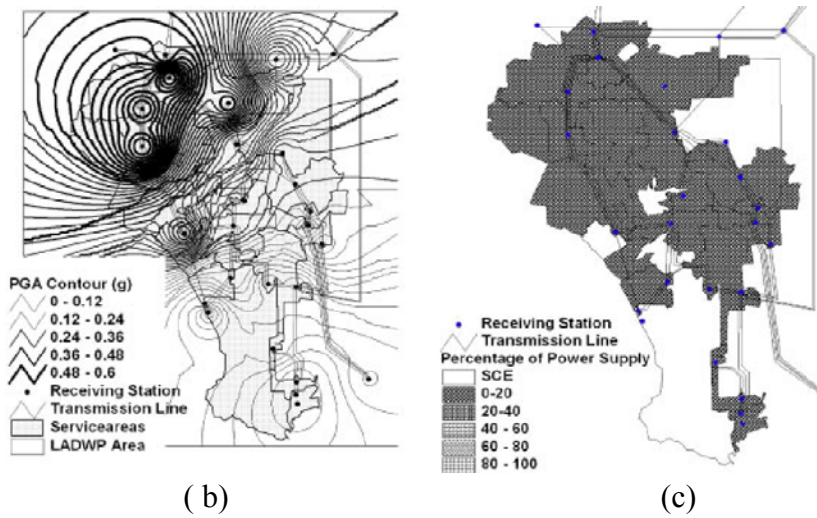 PGA Contour (g)
0 - 0.12
0.12 - 0.24
0.24 - 0.36
0.36 - 0.48
0.48 - 0.6
Receiving Station
Transmission Line
Serviceareas
LADWP Area
( b)
Receiving Station
Transmission Line
Percentage of Power Supply
SCE
0-20
20-40
40 - 60
60 - 80
80 - 100
(c)